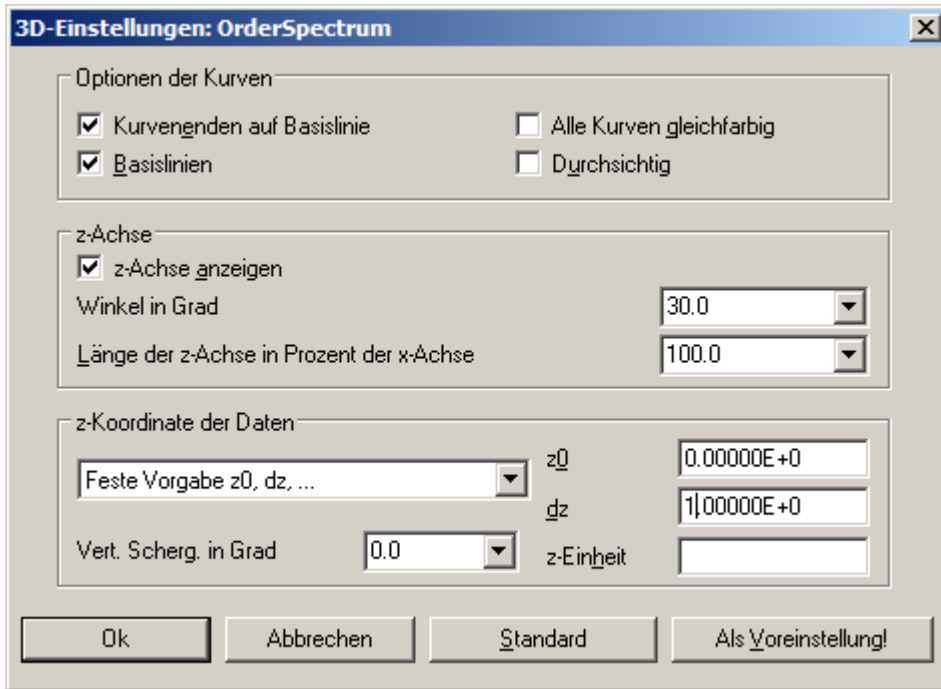 3D-Einstellungen: OrderSpectrum
Optionen der Kurven
Kurvenenden auf Basislinie
Alle Kurven gleichfarbig
Basislinien
Durchsichtig
z-Achse
z-Achse anzeigen
Winkel in Grad
30.0
Länge der z-Achse in Prozent der x-Achse
100.0
z-Koordinate der Daten
Feste Vorgabe z0, dz, ...
z0
0.00000E+0
dz
1.00000E+0
Vert. Scherg. in Grad
0.0
z-Einheit
Ok
Abbrechen
Standard
Als Voreinstellung!